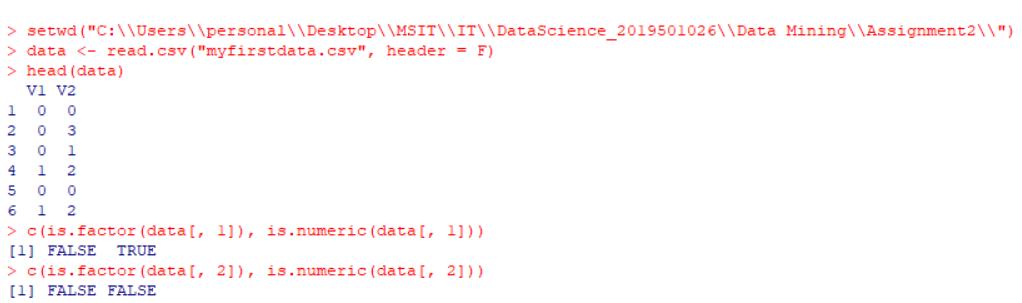 > setwd("C:\\Users\\personal\\Desktop\\MSIT\\IT\\DataScience_2019501026\\Data Mining\\Assignment2\\")
> data <- read.csv("myfirstdata.csv", header = F)
> head(data)
  V1 V2
1  0  0
2  0  3
3  0  1
4  1  2
5  0  0
6  1  2
> c(is.factor(data[, 1]), is.numeric(data[, 1]))
[1] FALSE  TRUE
> c(is.factor(data[, 2]), is.numeric(data[, 2]))
[1] FALSE FALSE